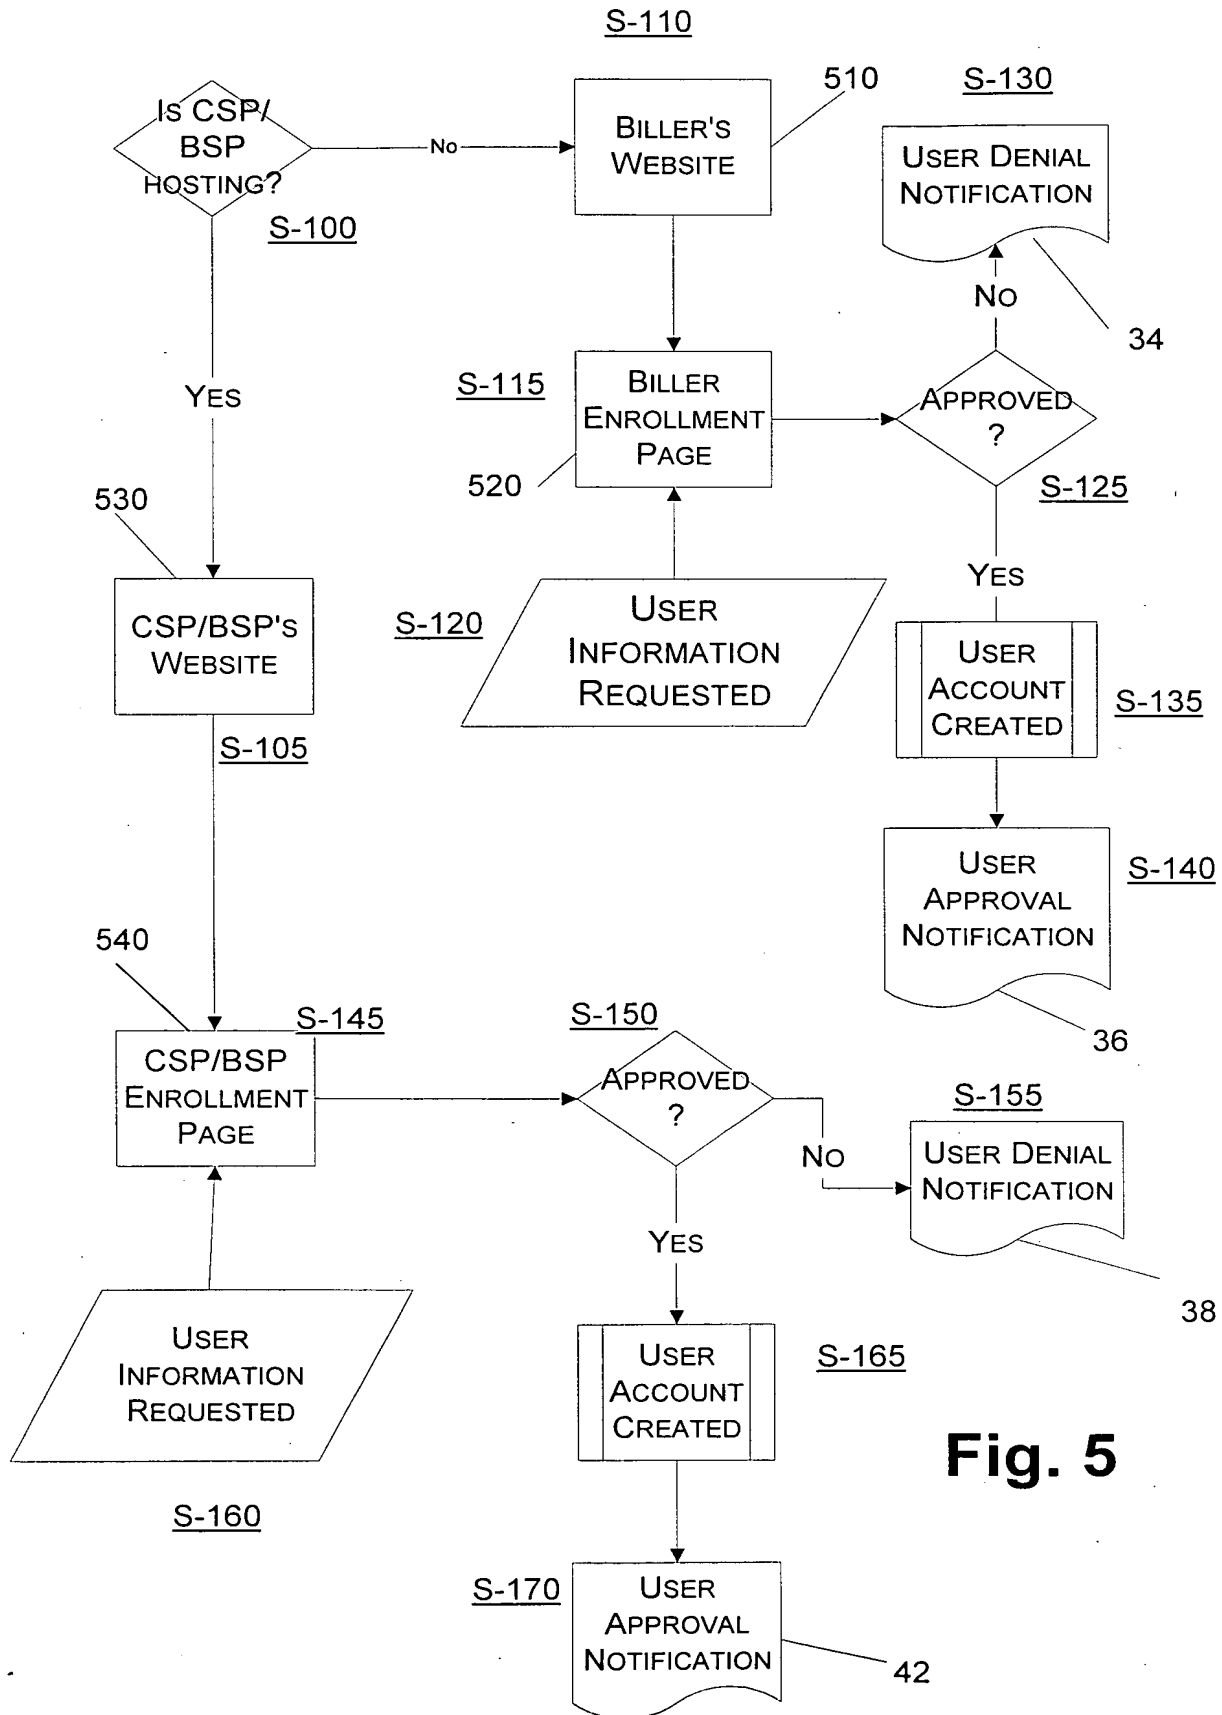 S-110
Is CSP/
BSP
HOSTING?
S-100
No
BILLER'S
WEBSITE
510
S-130
USER DENIAL
NOTIFICATION
34
NO
YES
S-115
BILLER
ENROLLMENT
PAGE
520
APPROVED
?
S-125
530
CSP/BSP'S
WEBSITE
S-105
S-120
USER
INFORMATION
REQUESTED
YES
USER
ACCOUNT
CREATED
S-135
USER
APPROVAL
NOTIFICATION
S-140
36
540
S-145
CSP/BSP
ENROLLMENT
PAGE
S-150
APPROVED
?
NO
S-155
USER DENIAL
NOTIFICATION
38
YES
USER
INFORMATION
REQUESTED
S-160
USER
ACCOUNT
CREATED
S-165
Fig. 5
S-170
USER
APPROVAL
NOTIFICATION
42